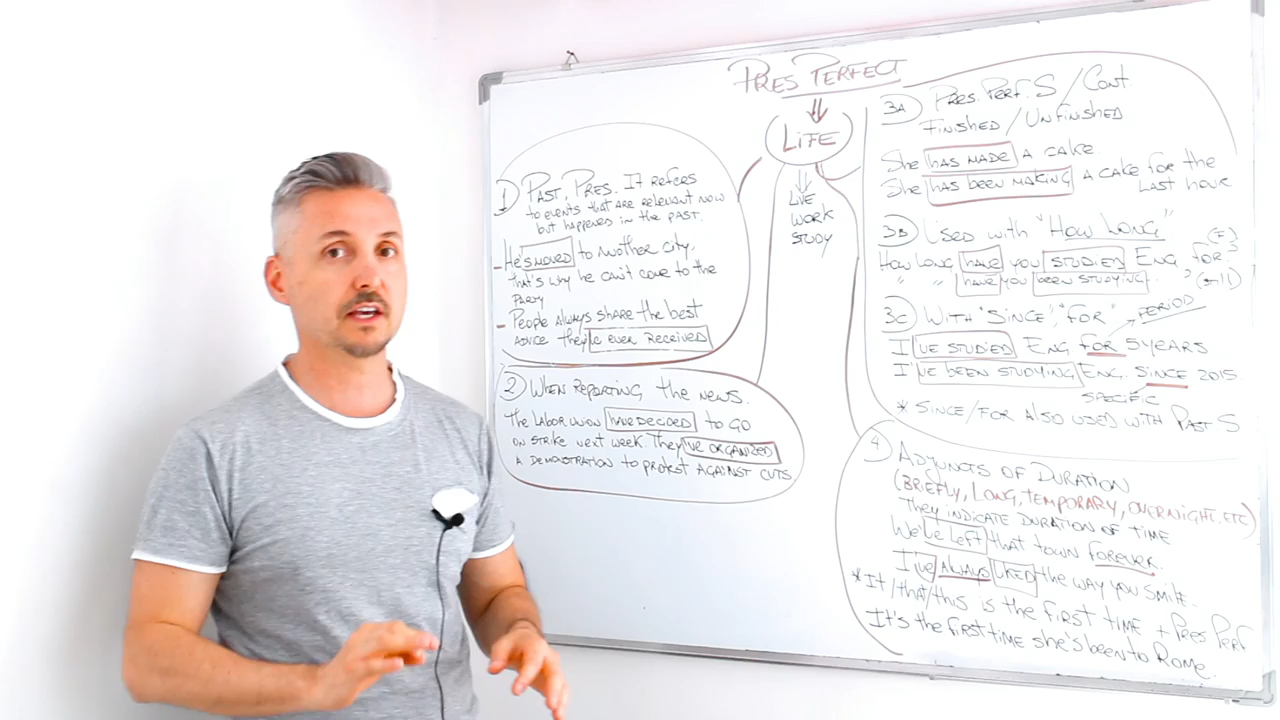 PRES PERFECT
LIFE
LIVE
WORK
STUDY
1) PAST, PRES. It REFERS
to events that are relevant now
but happened in the past.
- He's moved to another city,
that's why he can't come to the
Party
- People always share the best
Advice they've ever received
2) When Reporting the news.
The Labor union have decided to go
on strike next week. They've organized
a demonstration to protest against cuts.
3A) Pres. Perf. S / Cont
Finished / Unfinished
She has made a cake
She has been making a cake for the
last hour
3B) Used with "How Long"
How long have you studied Eng for?
" " have you been studying "
3C) With "Since", "For"
→ Period
I've studied Eng for 5 years
I've been studying Eng. since 2015
Specific
* Since/For also used with Past S
4) Adjuncts of Duration
(Briefly, Long, temporary, overnight, etc)
They indicate duration of time
We've left that town forever.
I've always liked the way you smile.
* It/that/this is the first time + Pres Perf
It's the first time she's been to Rome.